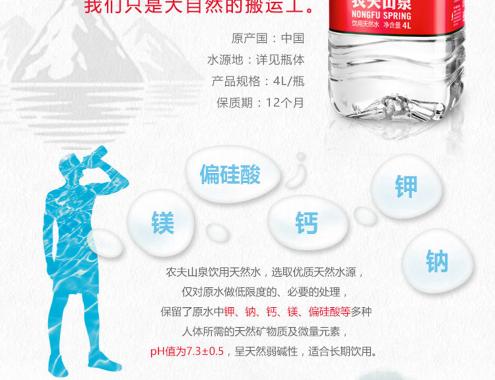 我们只是大自然的搬运工。
农夫山泉
NONGFU SPRING
饮用天然水 净含量 4L
原产国：中国
水源地：详见瓶体
产品规格：4L/瓶
保质期：12个月
偏硅酸
钾
镁
钙
钠
农夫山泉饮用天然水，选取优质天然水源，
仅对原水做低限度的、必要的处理，
保留了原水中钾、钠、钙、镁、偏硅酸等多种
人体所需的天然矿物质及微量元素，
pH值为7.3±0.5，呈天然弱碱性，适合长期饮用。